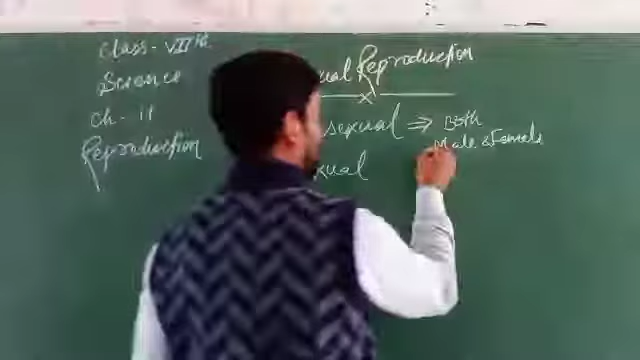 Class - VIIIth
Science
Ch - 11
Reproduction
ual Reproduction
sexual ⇒ Both
Male & Female
xual